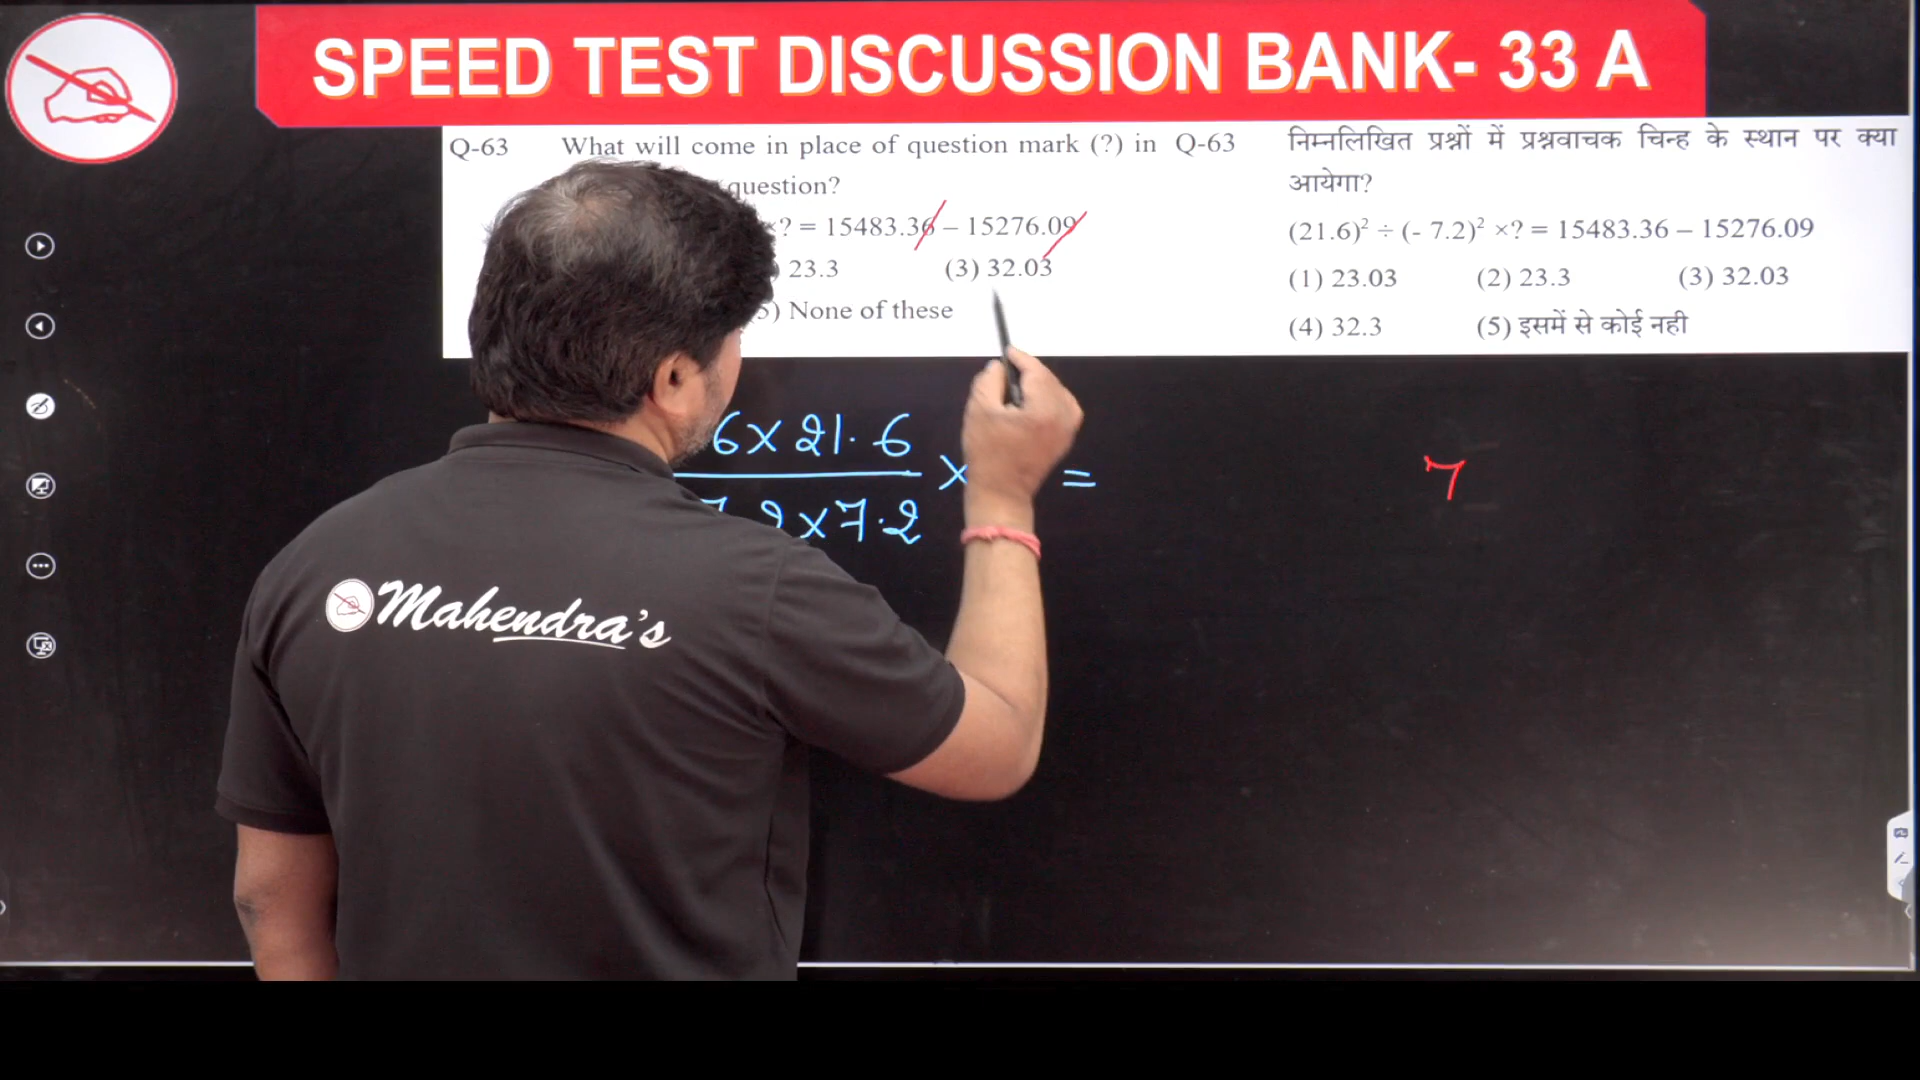 SPEED TEST DISCUSSION BANK- 33 A
Q-63 What will come in place of question mark (?) in
question?
×? = 15483.36 – 15276.09
23.3 (3) 32.03
5) None of these
Q-63 निम्नलिखित प्रश्नों में प्रश्नवाचक चिन्ह के स्थान पर क्या
आयेगा?
(21.6)² ÷ (- 7.2)² ×? = 15483.36 – 15276.09
(1) 23.03 (2) 23.3 (3) 32.03
(4) 32.3 (5) इसमें से कोई नही
6 × 21.6 × =
7.2 × 7.2
7
Mahendra's